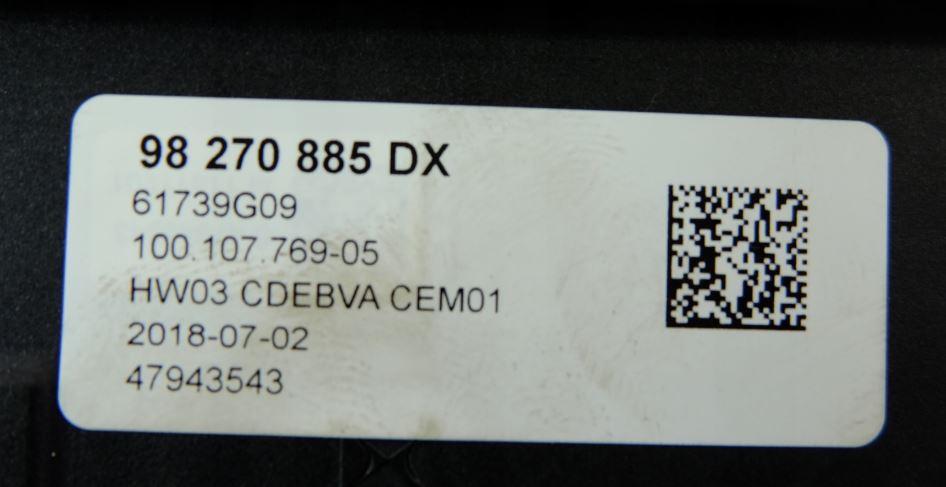 98 270 885 DX
61739G09
100.107.769-05
HW03 CDEBVA CEM01
2018-07-02
47943543